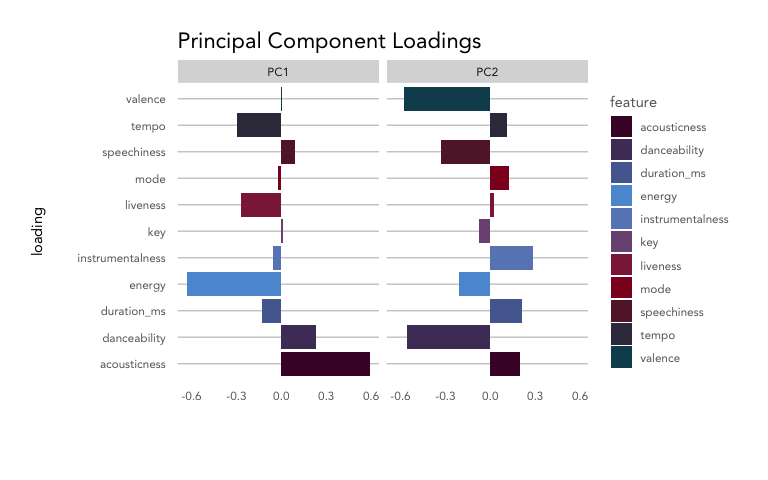 Principal Component Loadings
PC1
PC2
loading
valence
tempo
speechiness
mode
liveness
key
instrumentalness
energy
duration_ms
danceability
acousticness
-0.6 -0.3 0.0 0.3 0.6
-0.6 -0.3 0.0 0.3 0.6
feature
acousticness
danceability
duration_ms
energy
instrumentalness
key
liveness
mode
speechiness
tempo
valence